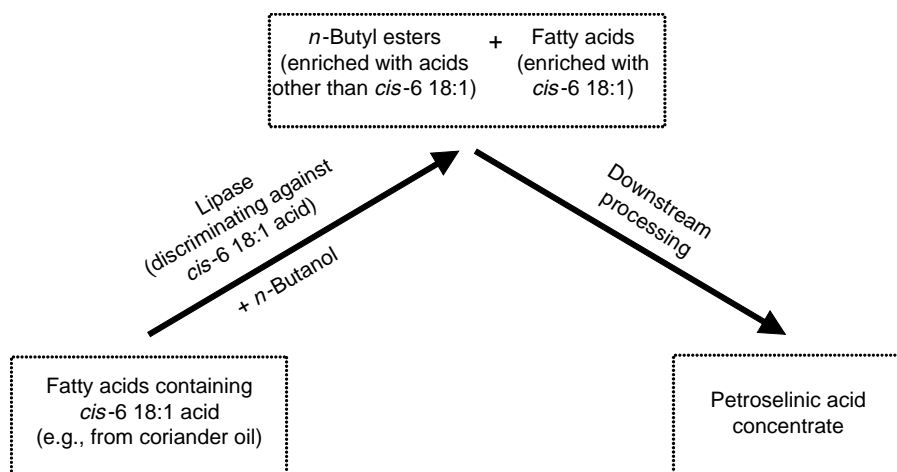 n-Butyl esters + Fatty acids
(enriched with acids (enriched with
other than cis-6 18:1) cis-6 18:1)
Lipase
(discriminating against
cis-6 18:1 acid)
+ n-Butanol
Downstream
processing
Fatty acids containing
cis-6 18:1 acid
(e.g., from coriander oil)
Petroselinic acid
concentrate